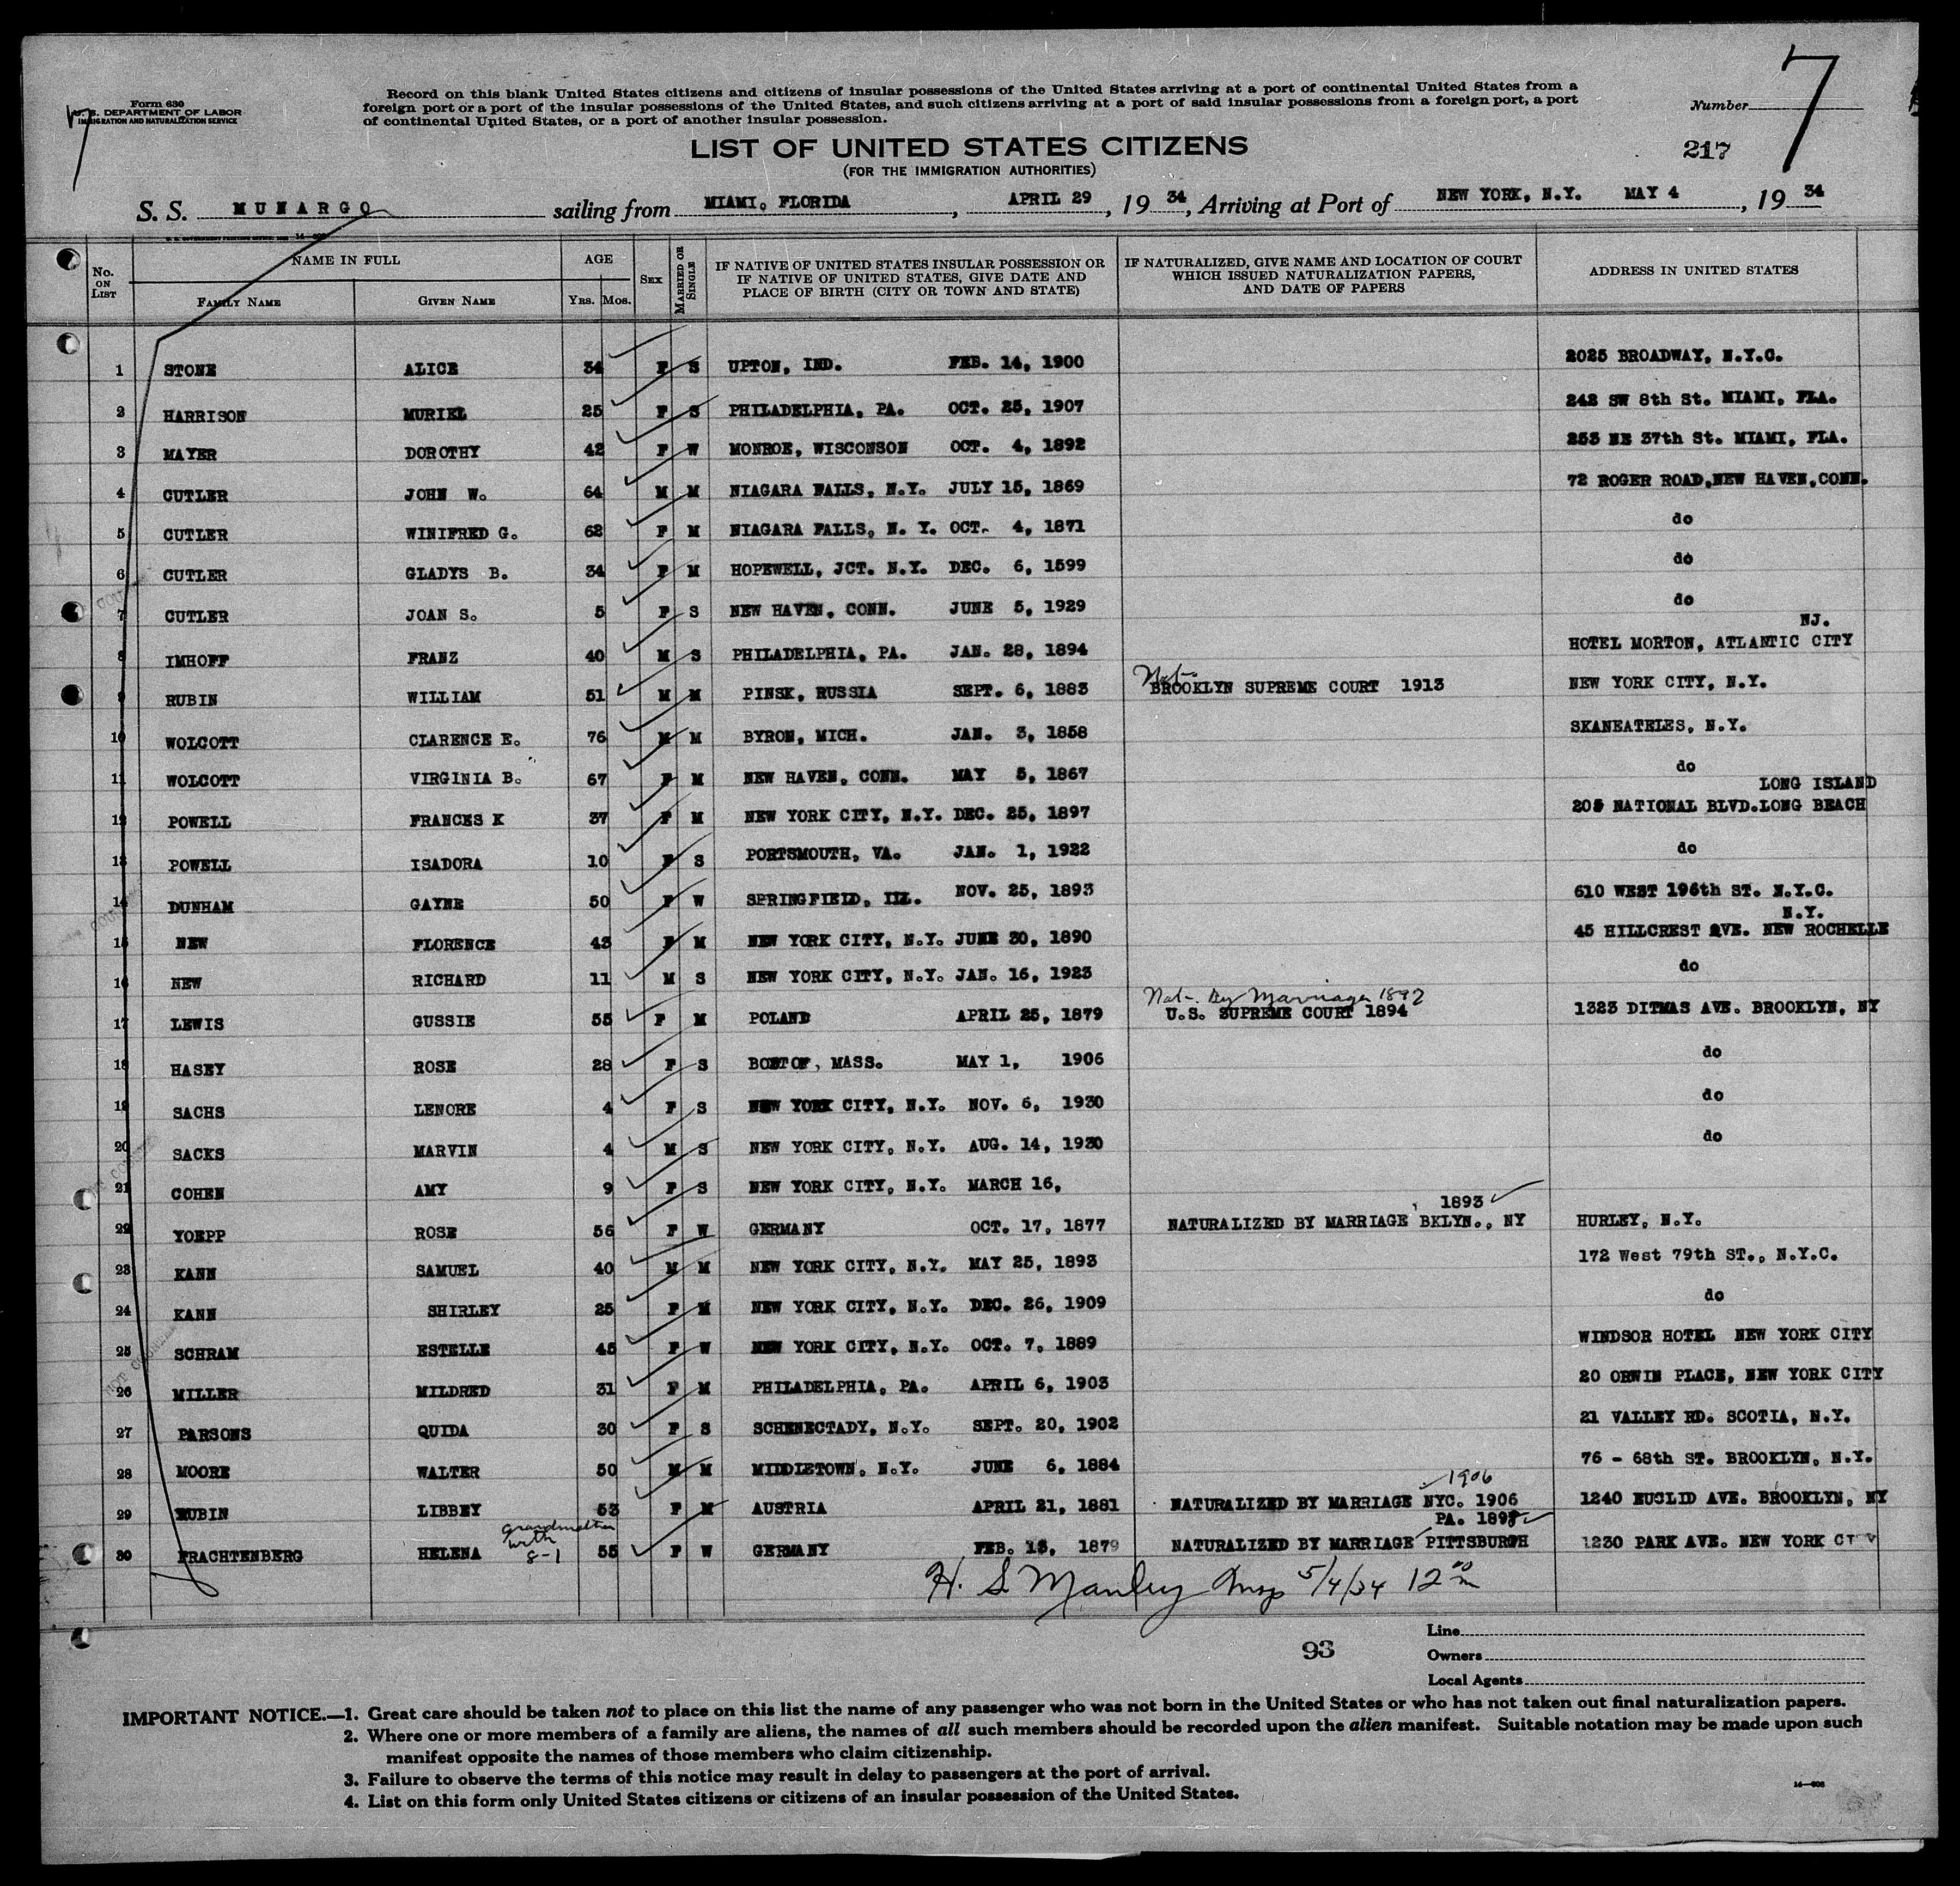 7
Form 630
U. S. DEPARTMENT OF LABOR
IMMIGRATION AND NATURALIZATION SERVICE
Record on this blank United States citizens and citizens of insular possessions of the United States arriving at a port of continental United States from a
foreign port or a port of the insular possessions of the United States, and such citizens arriving at a port of said insular possessions from a foreign port, a port
of continental United States, or a port of another insular possession.
Number 7
LIST OF UNITED STATES CITIZENS
217
(FOR THE IMMIGRATION AUTHORITIES)
S. S. MUNARGO sailing from MIAMI, FLORIDA, APRIL 29, 1934, Arriving at Port of NEW YORK, N.Y. MAY 4, 1934
No. ON LIST
NAME IN FULL
FAMILY NAME GIVEN NAME
AGE
YRS. MOS.
SEX
MARRIED OR SINGLE
IF NATIVE OF UNITED STATES INSULAR POSSESSION OR
IF NATIVE OF UNITED STATES, GIVE DATE AND
PLACE OF BIRTH (CITY OR TOWN AND STATE)
IF NATURALIZED, GIVE NAME AND LOCATION OF COURT
WHICH ISSUED NATURALIZATION PAPERS,
AND DATE OF PAPERS
ADDRESS IN UNITED STATES
1 STONE ALICE 34 F S UPTON, IND. FEB. 14, 1900 2025 BROADWAY, N.Y.C.
2 HARRISON MURIEL 25 F S PHILADELPHIA, PA. OCT. 25, 1907 242 SW 8th St. MIAMI, FLA.
3 MAYER DOROTHY 42 F W MONROE, WISCONSON OCT. 4, 1892 253 NE 37th St. MIAMI, FLA.
4 CUTLER JOHN W. 64 M M NIAGARA FALLS, N.Y. JULY 15, 1869 72 ROGER ROAD, NEW HAVEN, CONN.
5 CUTLER WINIFRED G. 62 F M NIAGARA FALLS, N. Y. OCT. 4, 1871 do
6 CUTLER GLADYS B. 34 F M HOPEWELL, JCT. N.Y. DEC. 6, 1599 do
7 CUTLER JOAN S. 5 F S NEW HAVEN, CONN. JUNE 5, 1929 do
NJ.
8 IMHOFF FRANZ 40 M S PHILADELPHIA, PA. JAN. 28, 1894 HOTEL MORTON, ATLANTIC CITY
Nat-
9 RUBIN WILLIAM 51 M M PINSK, RUSSIA SEPT. 6, 1883 BROOKLYN SUPREME COURT 1913 NEW YORK CITY, N.Y.
10 WOLCOTT CLARENCE E. 76 M M BYRON, MICH. JAN. 3, 1858 SKANEATELES, N.Y.
11 WOLCOTT VIRGINIA B. 67 F M NEW HAVEN, CONN. MAY 5, 1867 do
LONG ISLAND
12 POWELL FRANCES K 37 F M NEW YORK CITY, N.Y. DEC. 25, 1897 205 NATIONAL BLVD. LONG BEACH
13 POWELL ISADORA 10 F S PORTSMOUTH, VA. JAN. 1, 1922 do
14 DUNHAM GAYNE 50 F W SPRINGFIELD, ILL. NOV. 25, 1893 610 WEST 196th ST. N.Y.C.
N.Y.
15 NEW FLORENCE 43 F M NEW YORK CITY, N.Y. JUNE 30, 1890 45 HILLCREST AVE. NEW ROCHELLE
16 NEW RICHARD 11 M S NEW YORK CITY, N.Y. JAN. 16, 1923 do
Nat- By Marriage 1892
17 LEWIS GUSSIE 55 F M POLAND APRIL 25, 1879 U.S. SUPREME COURT 1894 1323 DITMAS AVE. BROOKLYN, NY
18 HASEY ROSE 28 F S BOSTON, MASS. MAY 1, 1906 do
19 SACHS LENORE 4 F S NEW YORK CITY, N.Y. NOV. 6, 1930 do
20 SACKS MARVIN 4 M S NEW YORK CITY, N.Y. AUG. 14, 1930 do
21 COHEN AMY 9 F S NEW YORK CITY, N.Y. MARCH 16,
1893
22 YOEPP ROSE 56 F W GERMANY OCT. 17, 1877 NATURALIZED BY MARRIAGE BKLYN., NY HURLEY, N.Y.
23 KANN SAMUEL 40 M M NEW YORK CITY, N.Y. MAY 25, 1893 172 West 79th ST., N.Y.C.
24 KANN SHIRLEY 25 F M NEW YORK CITY, N.Y. DEC. 26, 1909 do
25 SCHRAM ESTELLE 45 F W NEW YORK CITY, N.Y. OCT. 7, 1889 WINDSOR HOTEL NEW YORK CITY
26 MILLER MILDRED 31 F M PHILADELPHIA, PA. APRIL 6, 1903 20 ORWIN PLACE, NEW YORK CITY
27 PARSONS QUIDA 30 F S SCHENECTADY, N.Y. SEPT. 20, 1902 21 VALLEY RD. SCOTIA, N.Y.
28 MOORE WALTER 50 M M MIDDLETOWN, N.Y. JUNE 6, 1884 76 - 68th ST. BROOKLYN, N.Y.
1906
29 RUBIN LIBBEY 53 F M AUSTRIA APRIL 21, 1881 NATURALIZED BY MARRIAGE NYC. 1906 1240 EUCLID AVE. BROOKLYN, NY
grandmother with 8-1
PA. 1898
30 FRACHTENBERG HELENA 55 F W GERMANY FEB. 15, 1879 NATURALIZED BY MARRIAGE PITTSBURGH 1230 PARK AVE. NEW YORK CITY
H. S. Manley Insp 5/4/34 12 00 m
93
Line
Owners
Local Agents
IMPORTANT NOTICE.—1. Great care should be taken not to place on this list the name of any passenger who was not born in the United States or who has not taken out final naturalization papers.
2. Where one or more members of a family are aliens, the names of all such members should be recorded upon the alien manifest. Suitable notation may be made upon such
manifest opposite the names of those members who claim citizenship.
3. Failure to observe the terms of this notice may result in delay to passengers at the port of arrival.
4. List on this form only United States citizens or citizens of an insular possession of the United States.
14—606